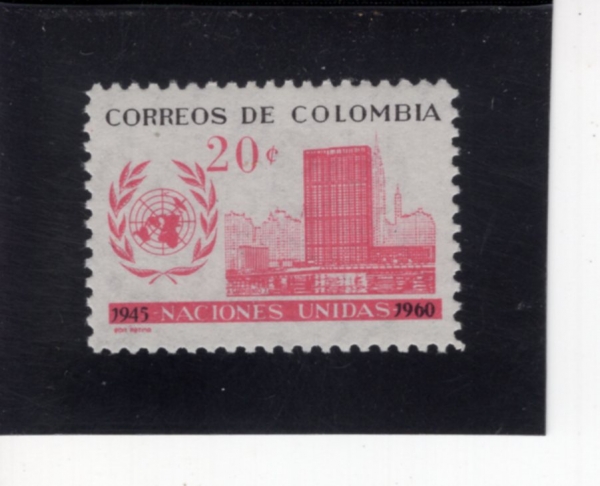 CORREOS DE COLOMBIA
20 ¢
1945 - NACIONES UNIDAS 1960